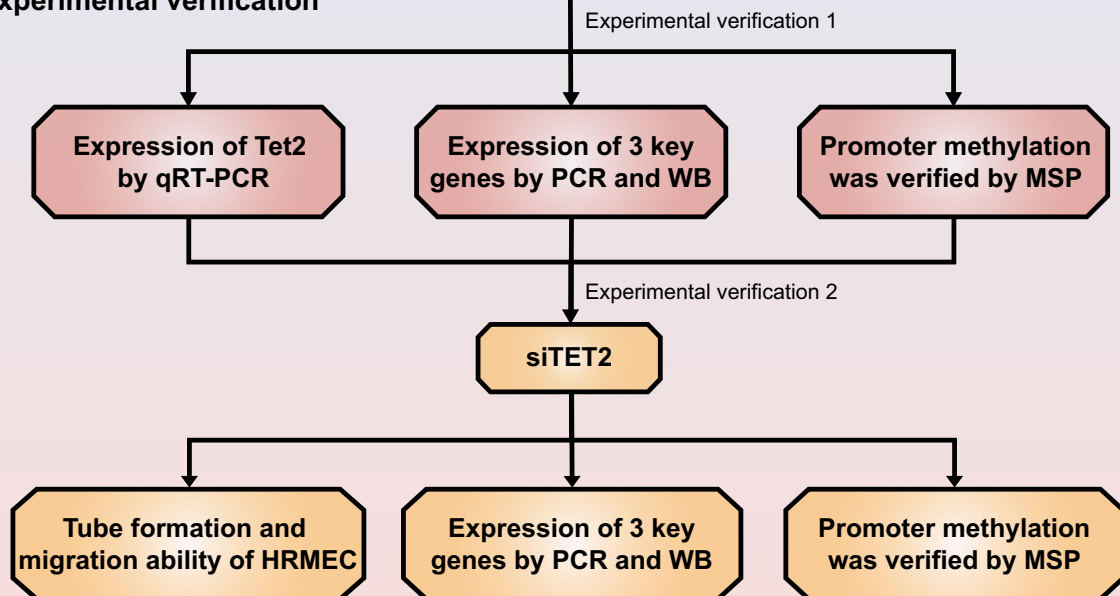 xperimental verification
Experimental verification 1
Expression of Tet2
by qRT-PCR
Expression of 3 key
genes by PCR and WB
Promoter methylation
was verified by MSP
Experimental verification 2
siTET2
Tube formation and
migration ability of HRMEC
Expression of 3 key
genes by PCR and WB
Promoter methylation
was verified by MSP